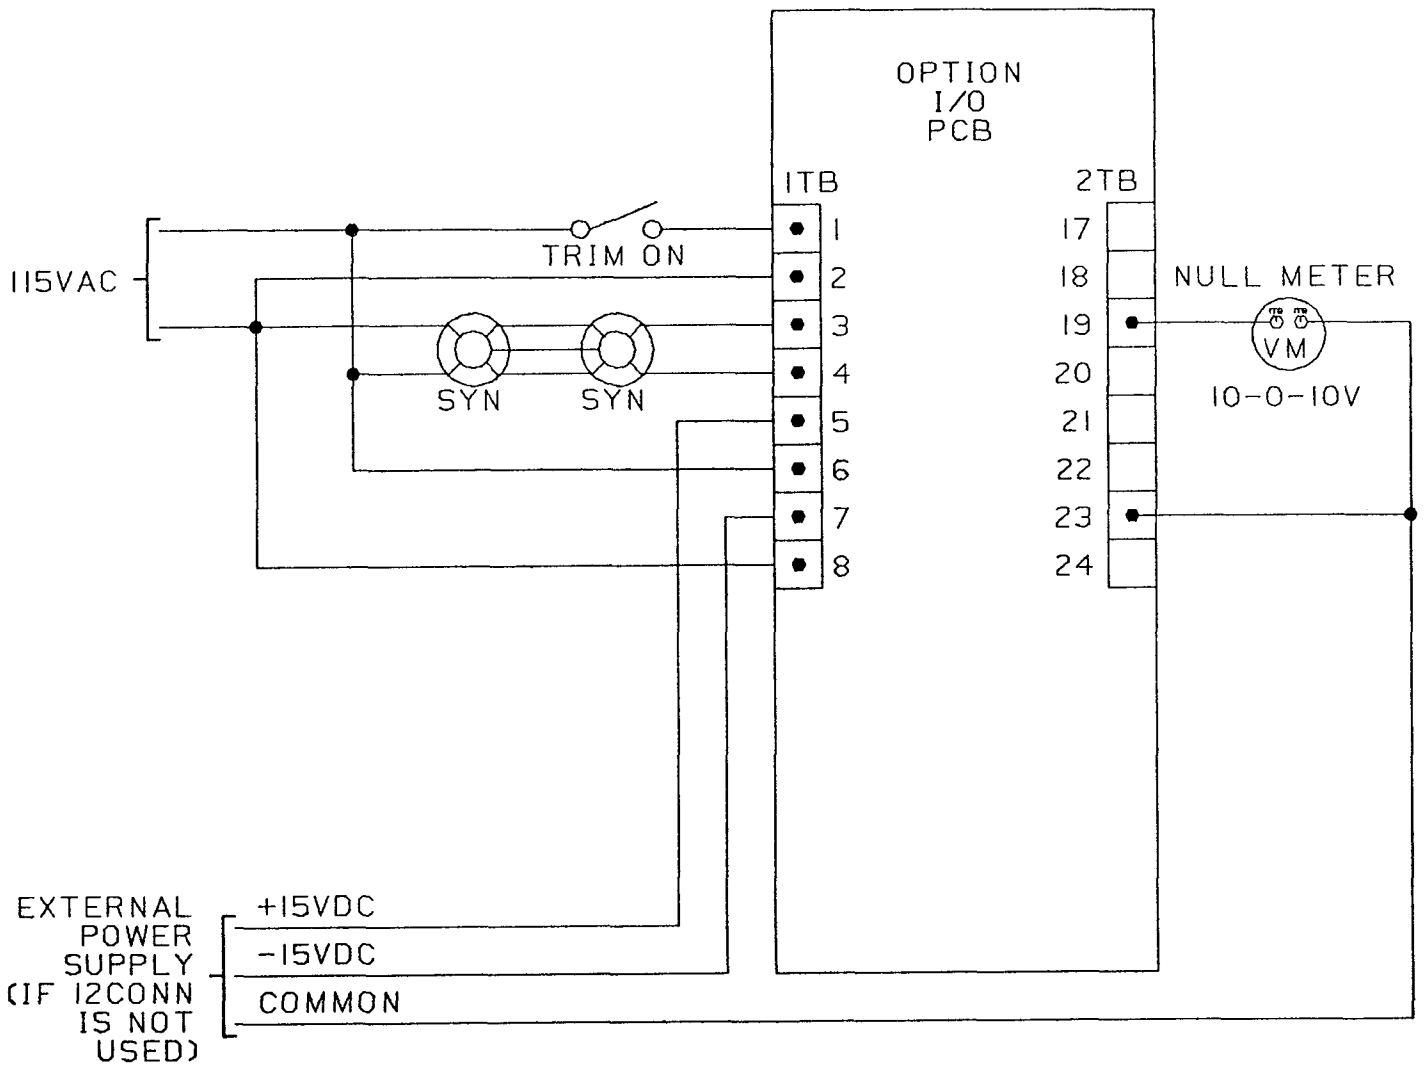 OPTION
I/O
PCB
1TB
2TB
1
2
3
4
5
6
7
8
17
18
19
20
21
22
23
24
115VAC
TRIM ON
SYN
SYN
NULL METER
VM
10-0-10V
EXTERNAL
POWER
SUPPLY
(IF 12CONN
IS NOT
USED)
+15VDC
-15VDC
COMMON